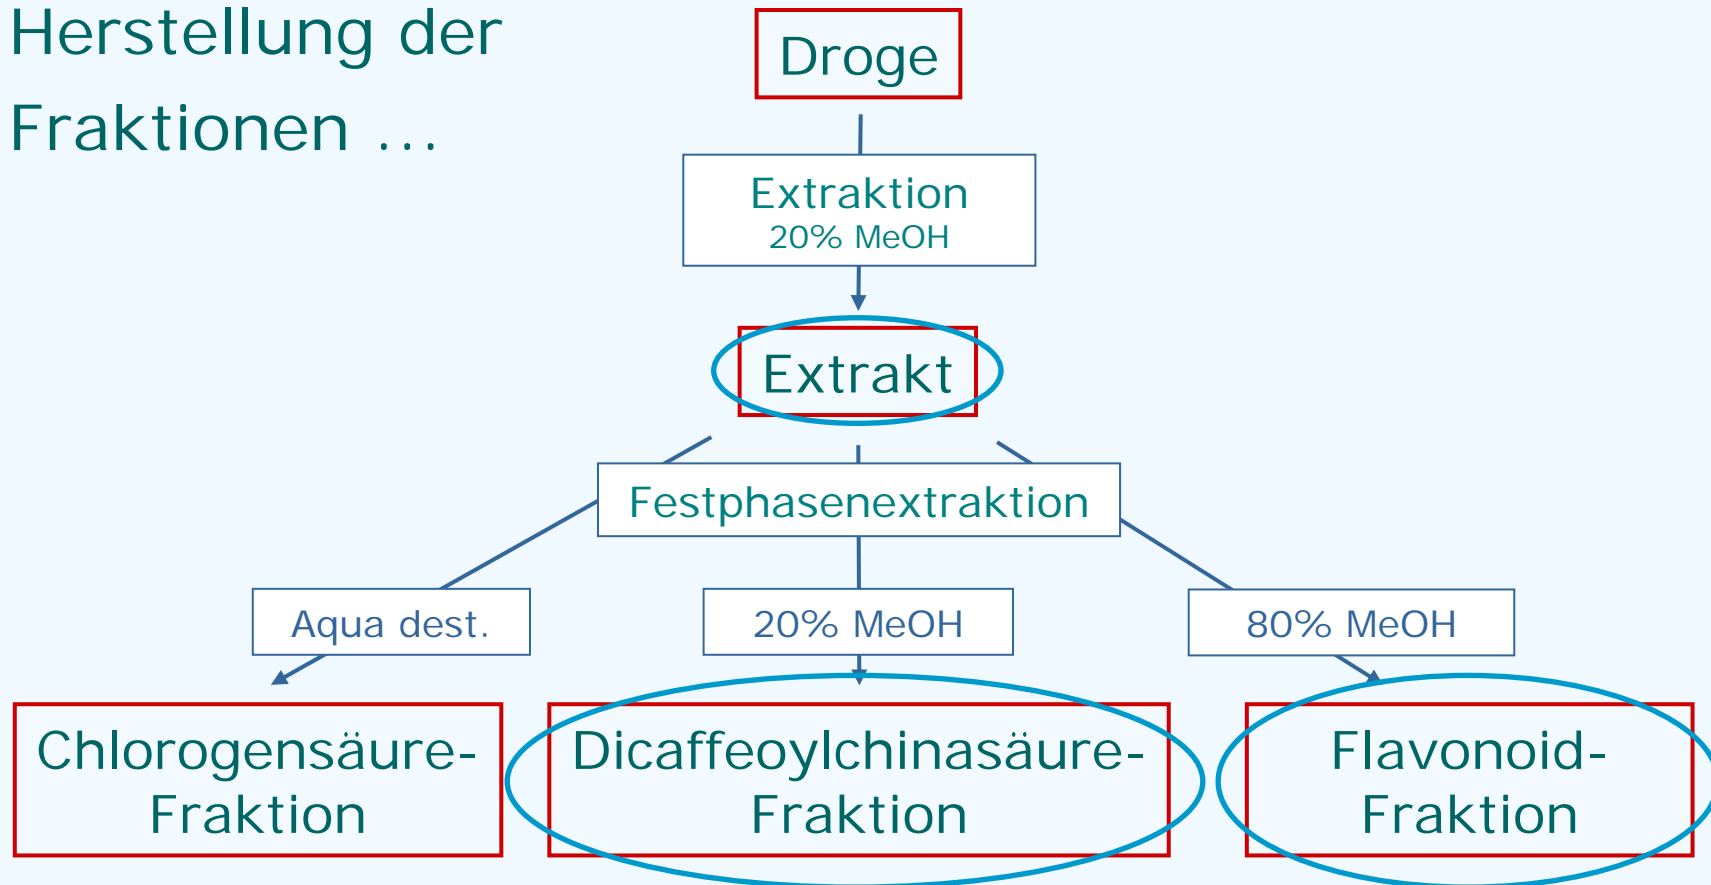 Herstellung der
Fraktionen ...
Droge
Extraktion
20% MeOH
Extrakt
Festphasenextraktion
Aqua dest.
20% MeOH
80% MeOH
Chlorogensäure-
Fraktion
Dicaffeoylchinasäure-
Fraktion
Flavonoid-
Fraktion